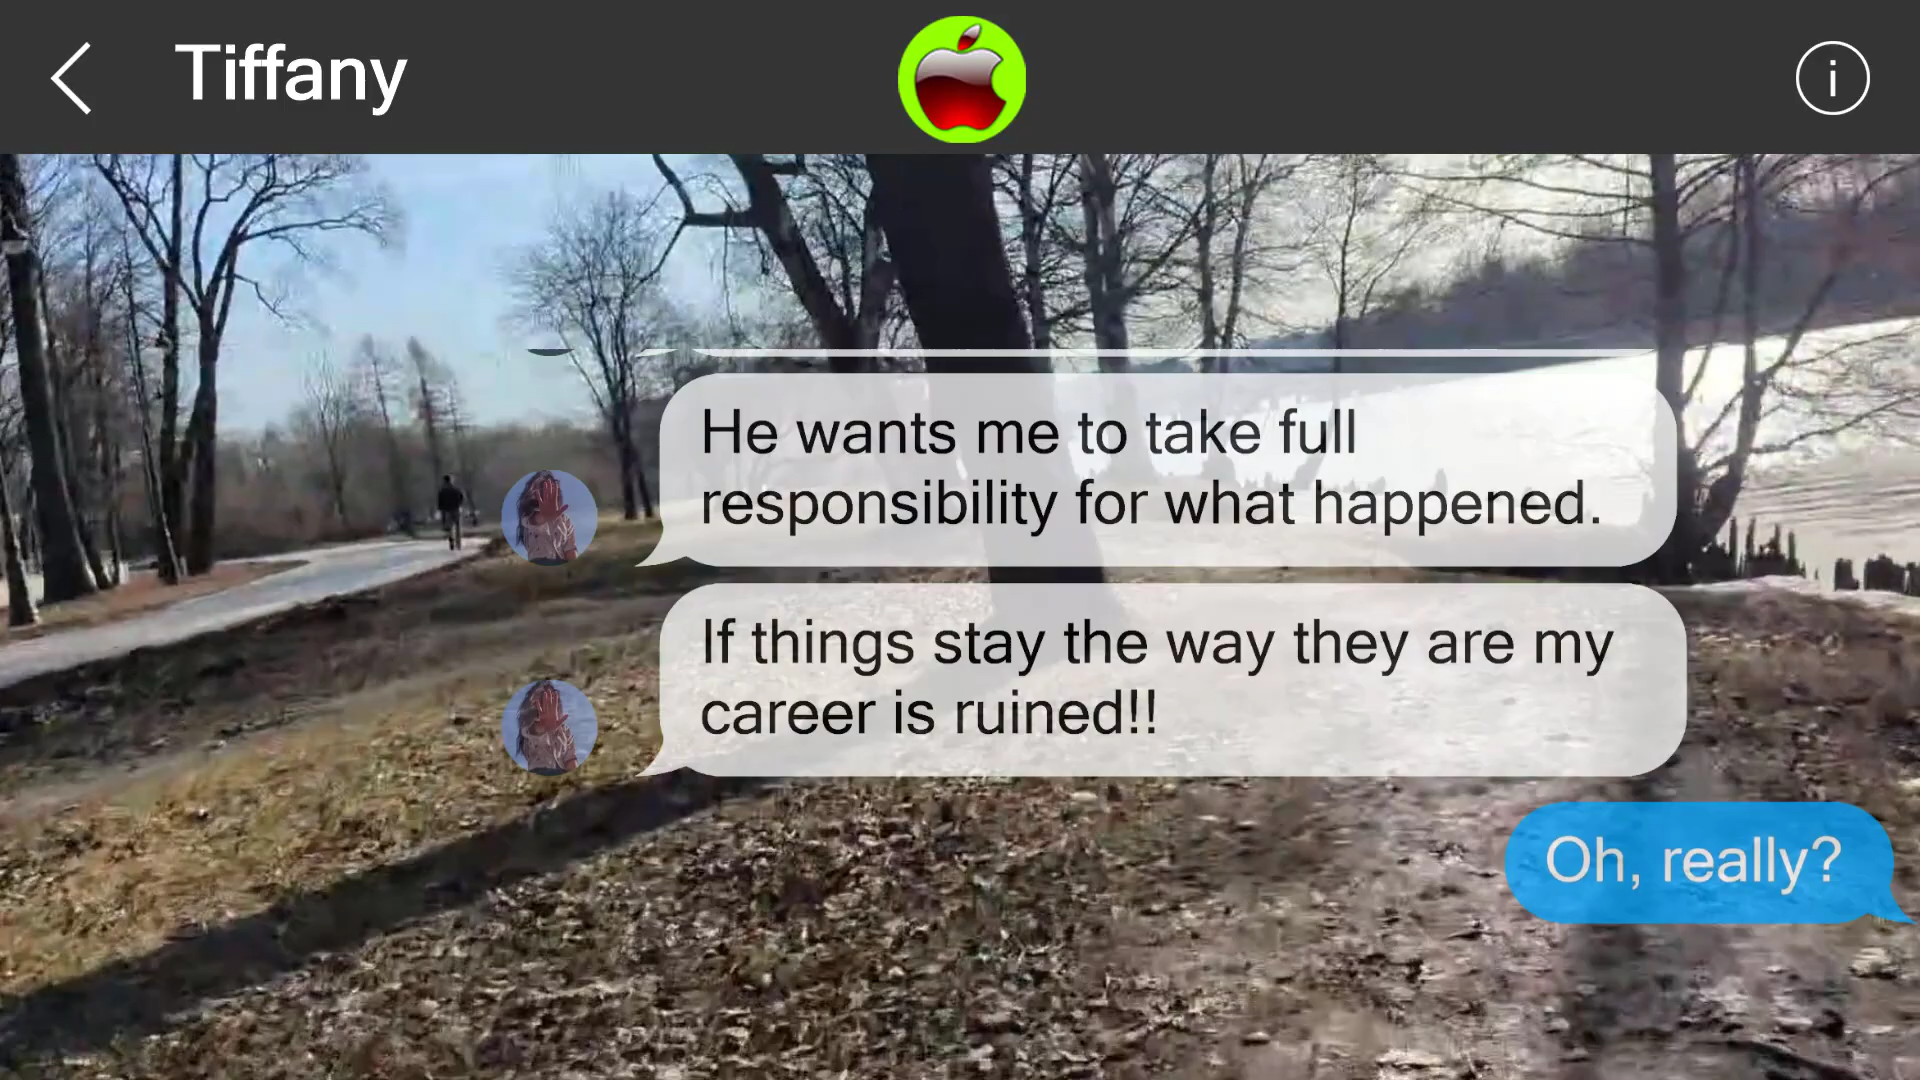 Tiffany
i
He wants me to take full
responsibility for what happened.
If things stay the way they are my
career is ruined!!
Oh, really?